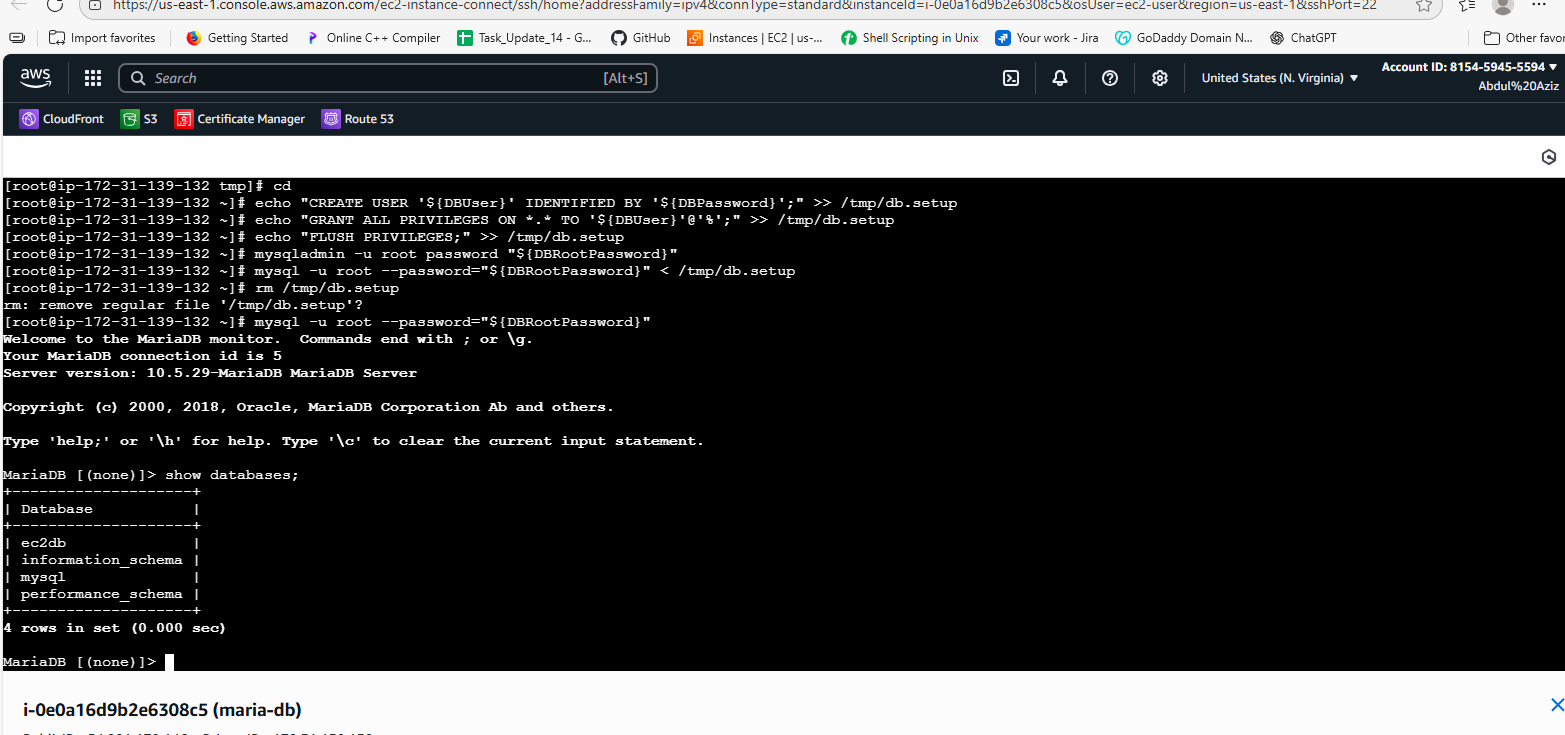 https://us-east-1.console.aws.amazon.com/ec2-instance-connect/ssh/home?addressFamily=ipv4&connType=standard&instanceId=i-0e0a16d9b2e6308c5&osUser=ec2-user&region=us-east-1&sshPort=22
Import favorites Getting Started Online C++ Compiler Task_Update_14 - G... GitHub Instances | EC2 | us-... Shell Scripting in Unix Your work - Jira GoDaddy Domain N... ChatGPT Other favor
aws Search [Alt+S] United States (N. Virginia) ▼ Account ID: 8154-5945-5594 ▼
Abdul%20Aziz
CloudFront S3 Certificate Manager Route 53
[root@ip-172-31-139-132 tmp]# cd
[root@ip-172-31-139-132 ~]# echo "CREATE USER '${DBUser}' IDENTIFIED BY '${DBPassword}';" >> /tmp/db.setup
[root@ip-172-31-139-132 ~]# echo "GRANT ALL PRIVILEGES ON *.* TO '${DBUser}'@'%';" >> /tmp/db.setup
[root@ip-172-31-139-132 ~]# echo "FLUSH PRIVILEGES;" >> /tmp/db.setup
[root@ip-172-31-139-132 ~]# mysqladmin -u root password "${DBRootPassword}"
[root@ip-172-31-139-132 ~]# mysql -u root --password="${DBRootPassword}" < /tmp/db.setup
[root@ip-172-31-139-132 ~]# rm /tmp/db.setup
rm: remove regular file '/tmp/db.setup'?
[root@ip-172-31-139-132 ~]# mysql -u root --password="${DBRootPassword}"
Welcome to the MariaDB monitor.  Commands end with ; or \g.
Your MariaDB connection id is 5
Server version: 10.5.29-MariaDB MariaDB Server
Copyright (c) 2000, 2018, Oracle, MariaDB Corporation Ab and others.
Type 'help;' or '\h' for help. Type '\c' to clear the current input statement.
MariaDB [(none)]> show databases;
+--------------------+
| Database           |
+--------------------+
| ec2db              |
| information_schema |
| mysql              |
| performance_schema |
+--------------------+
4 rows in set (0.000 sec)
MariaDB [(none)]>
i-0e0a16d9b2e6308c5 (maria-db)